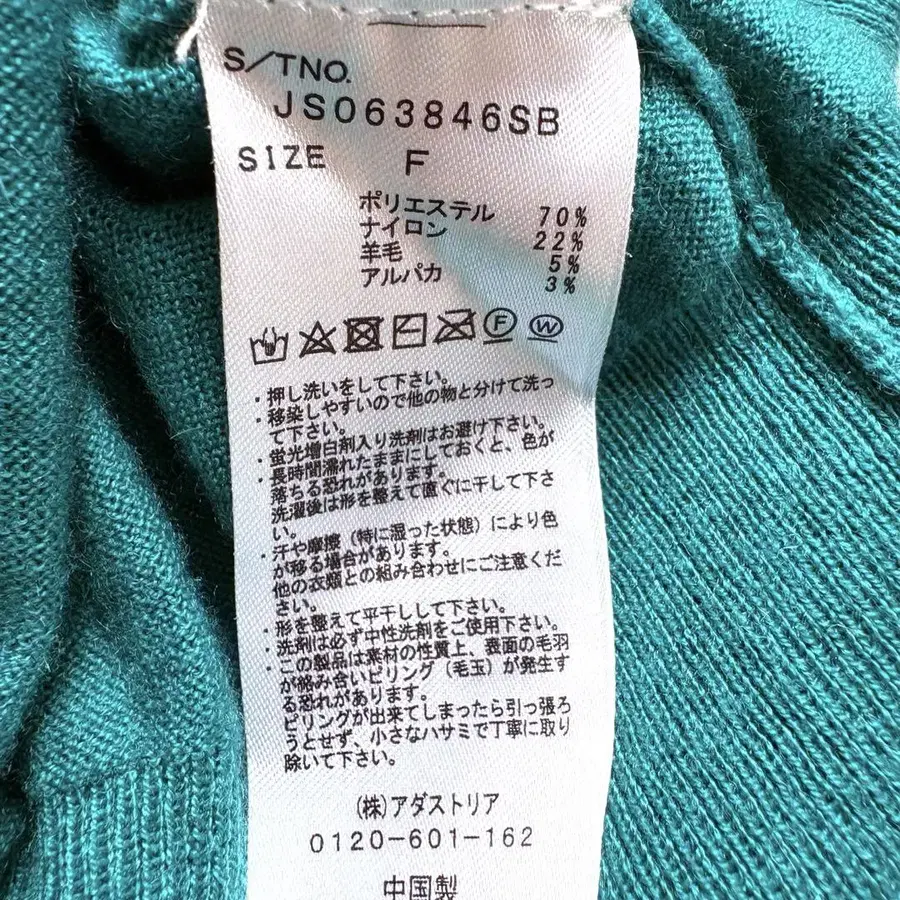 S/TNO.
JS063846SB
SIZE F
ポリエステル 70%
ナイロン 22%
羊毛 5%
アルパカ 3%
F W
・押し洗いをして下さい。
・移染しやすいので他の物と分けて洗っ
て下さい。
・蛍光増白剤入り洗剤はお避け下さい。
・長時間濡れたままにしておくと、色が
落ちる恐れがあります。
洗濯後は形を整えて直ぐに干して下さ
い。
・汗や摩擦（特に湿った状態）により色
が移る場合があります。
他の衣類との組み合わせにご注意くだ
さい。
・形を整えて平干しして下さい。
・洗剤は必ず中性洗剤をご使用下さい。
・この製品は素材の性質上、表面の毛羽
が絡み合いピリング（毛玉）が発生す
る恐れがあります。
ピリングが出来てしまったら引っ張ろ
うとせず、小さなハサミで丁寧に取り
除いて下さい。
（株）アダストリア
0120-601-162
中国製